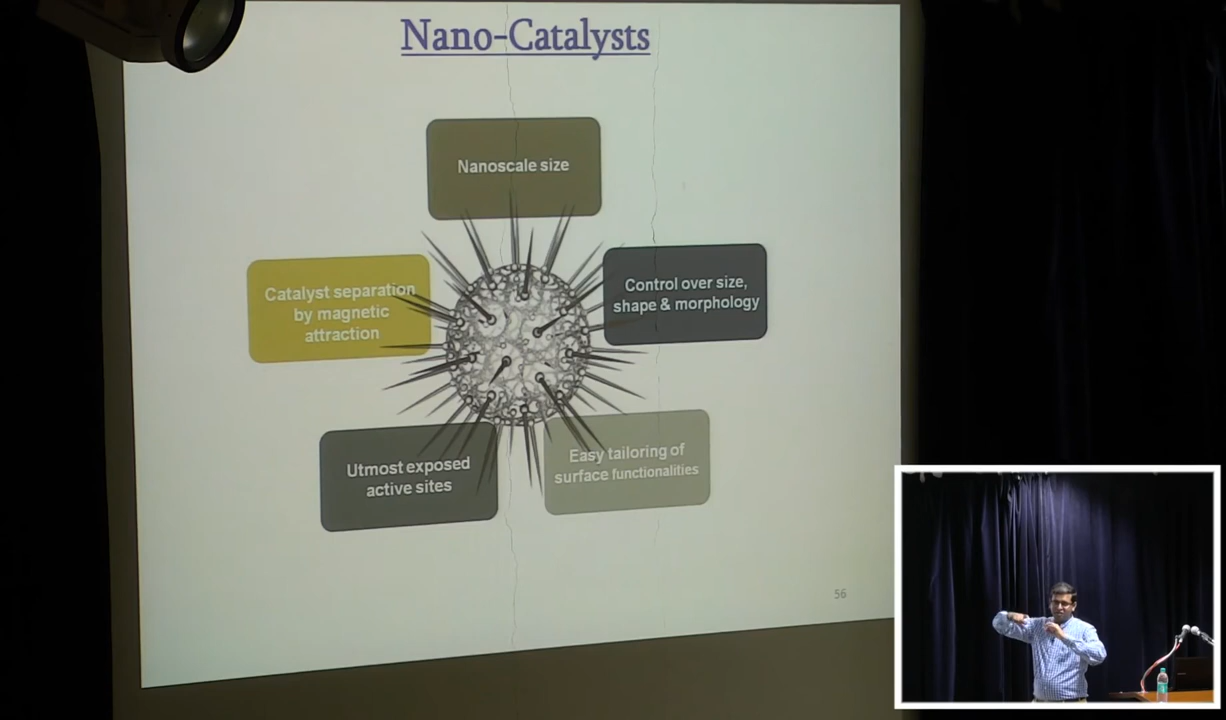 Nano-Catalysts
Nanoscale size
Catalyst separation
by magnetic
attraction
Control over size,
shape & morphology
Utmost exposed
active sites
Easy tailoring of
surface functionalities
56